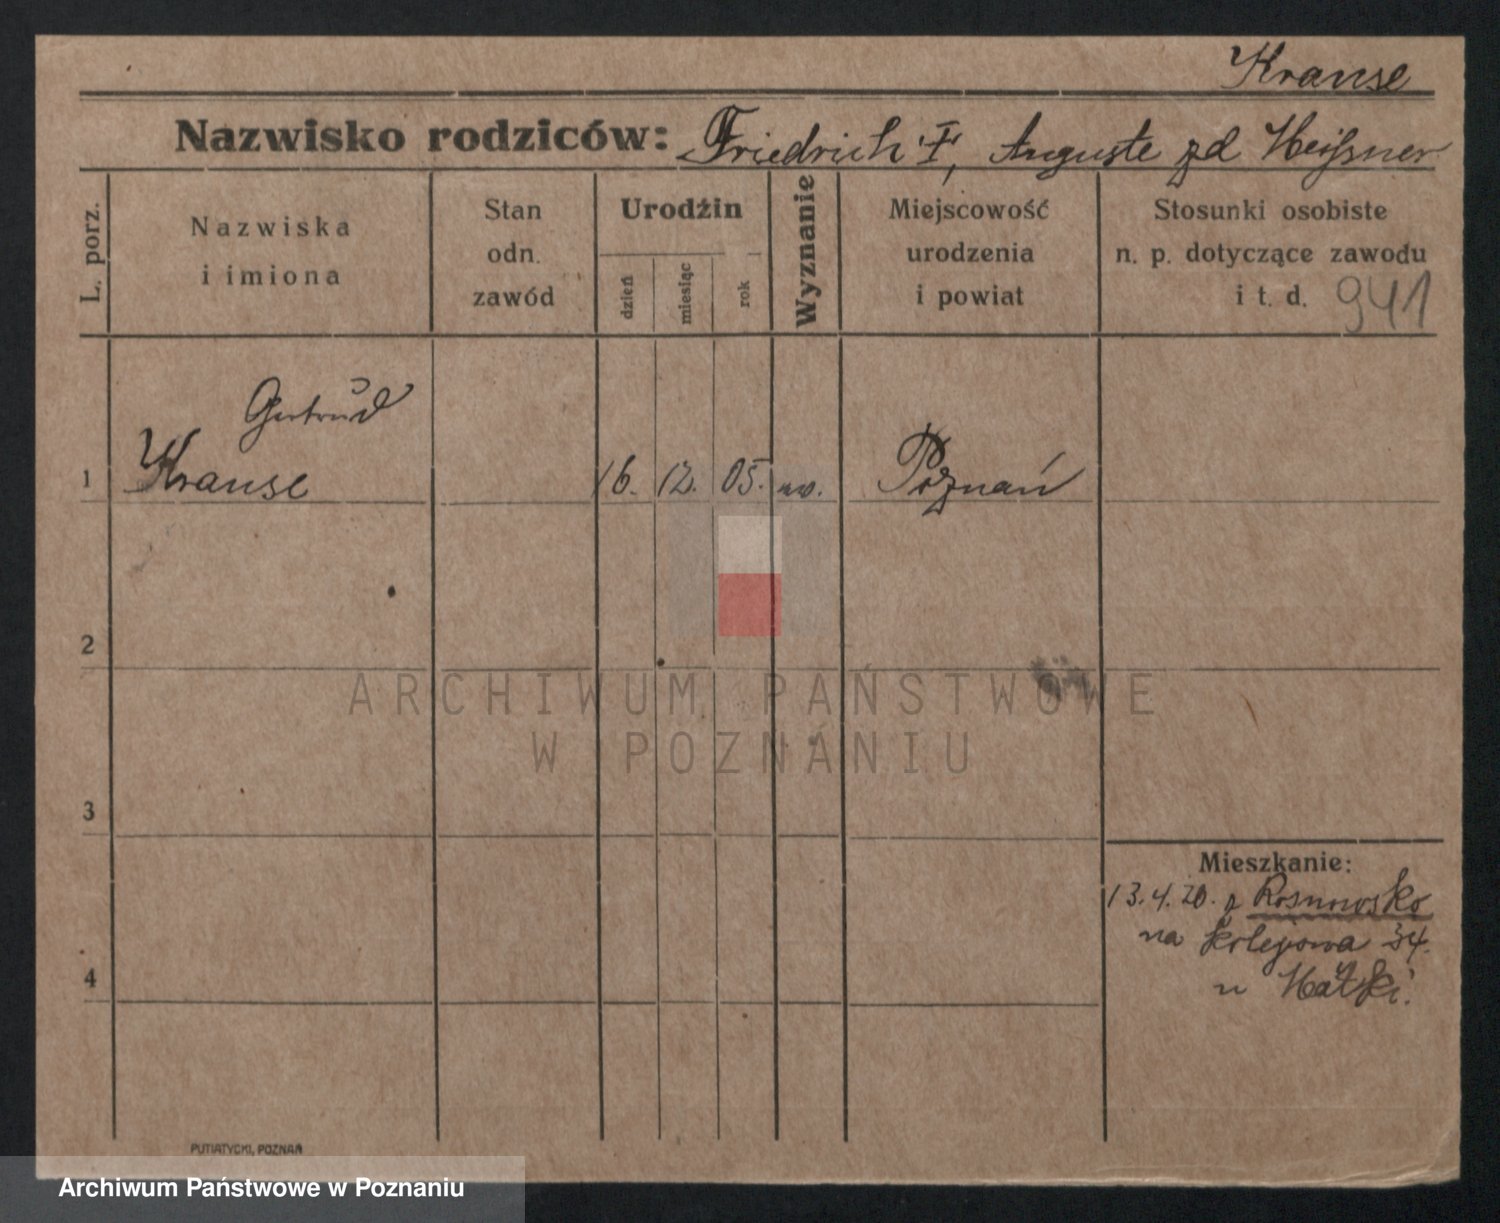 Krause
Nazwisko rodziców: Friedrich F, Auguste zd Meißner
L. porz.
Nazwiska
i imiona
Stan
odn.
zawód
Urodzin
dzień
miesiąc
rok
Wyznanie
Miejscowość
urodzenia
i powiat
Stosunki osobiste
n. p. dotyczące zawodu
i t. d. 941
Gertrud
1 Krause 16. 12. 05. Poznań
2
3
4
Mieszkanie:
13.4.20. z Rosnowsko
na kolejowa 34.
u Matki.
PUTIATYCKI, POZNAŃ
ARCHIWUM PAŃSTWOWE
W POZNANIU
Archiwum Państwowe w Poznaniu